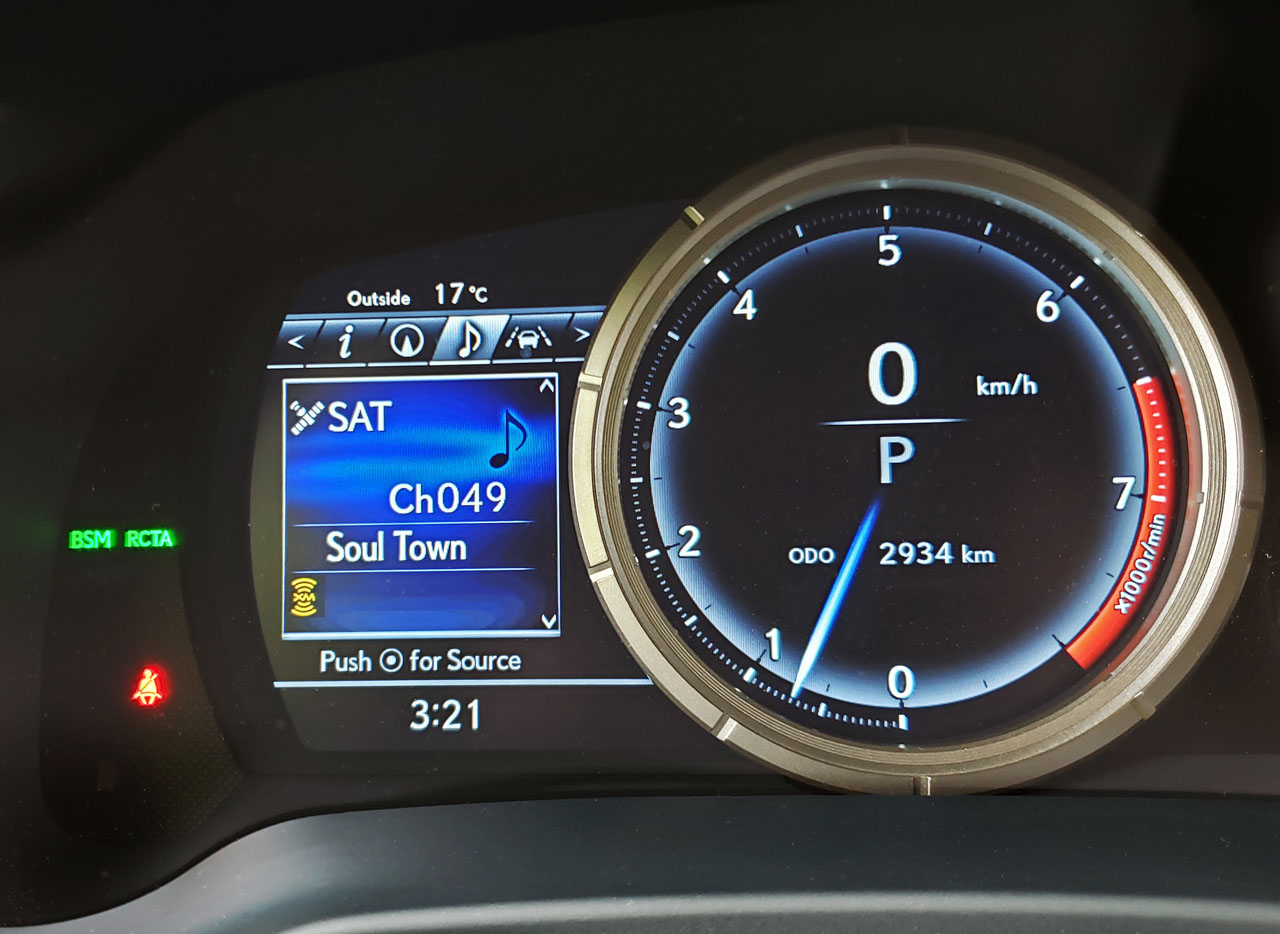 Outside 17°C
< i >
SAT
Ch049
Soul Town
XM
Push for Source
3:21
BSM RCTA
5
4
6
3
7
2
1
0
0 km/h
P
ODO 2934 km
x1000r/min